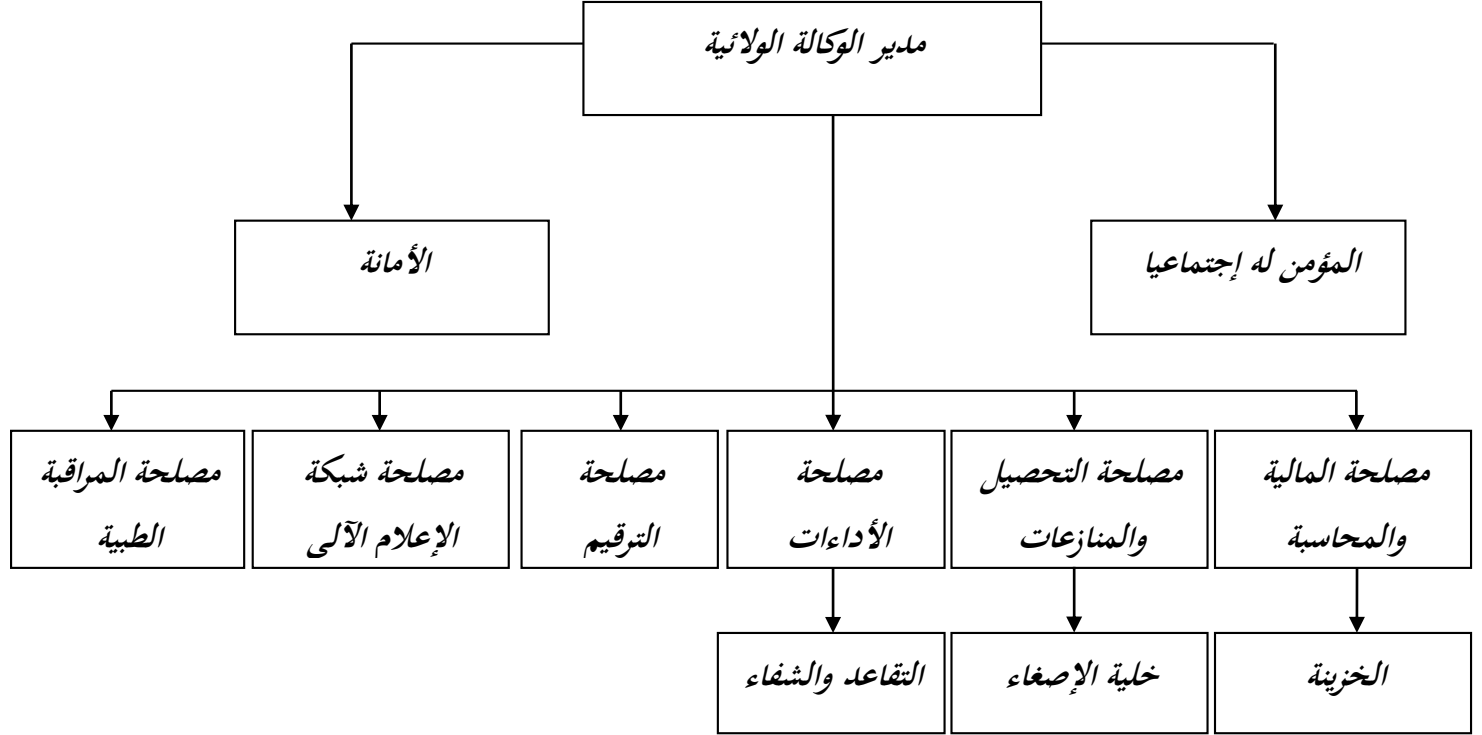 مدير الوكالة الولائية
المؤمن له إجتماعيا
الأمانة
مصلحة المالية
والمحاسبة
مصلحة التحصيل
والمنازعات
مصلحة
الأداءات
مصلحة
الترقيم
مصلحة شبكة
الإعلام الآلى
مصلحة المراقبة
الطبية
الخزينة
خلية الإصغاء
التقاعد والشفاء